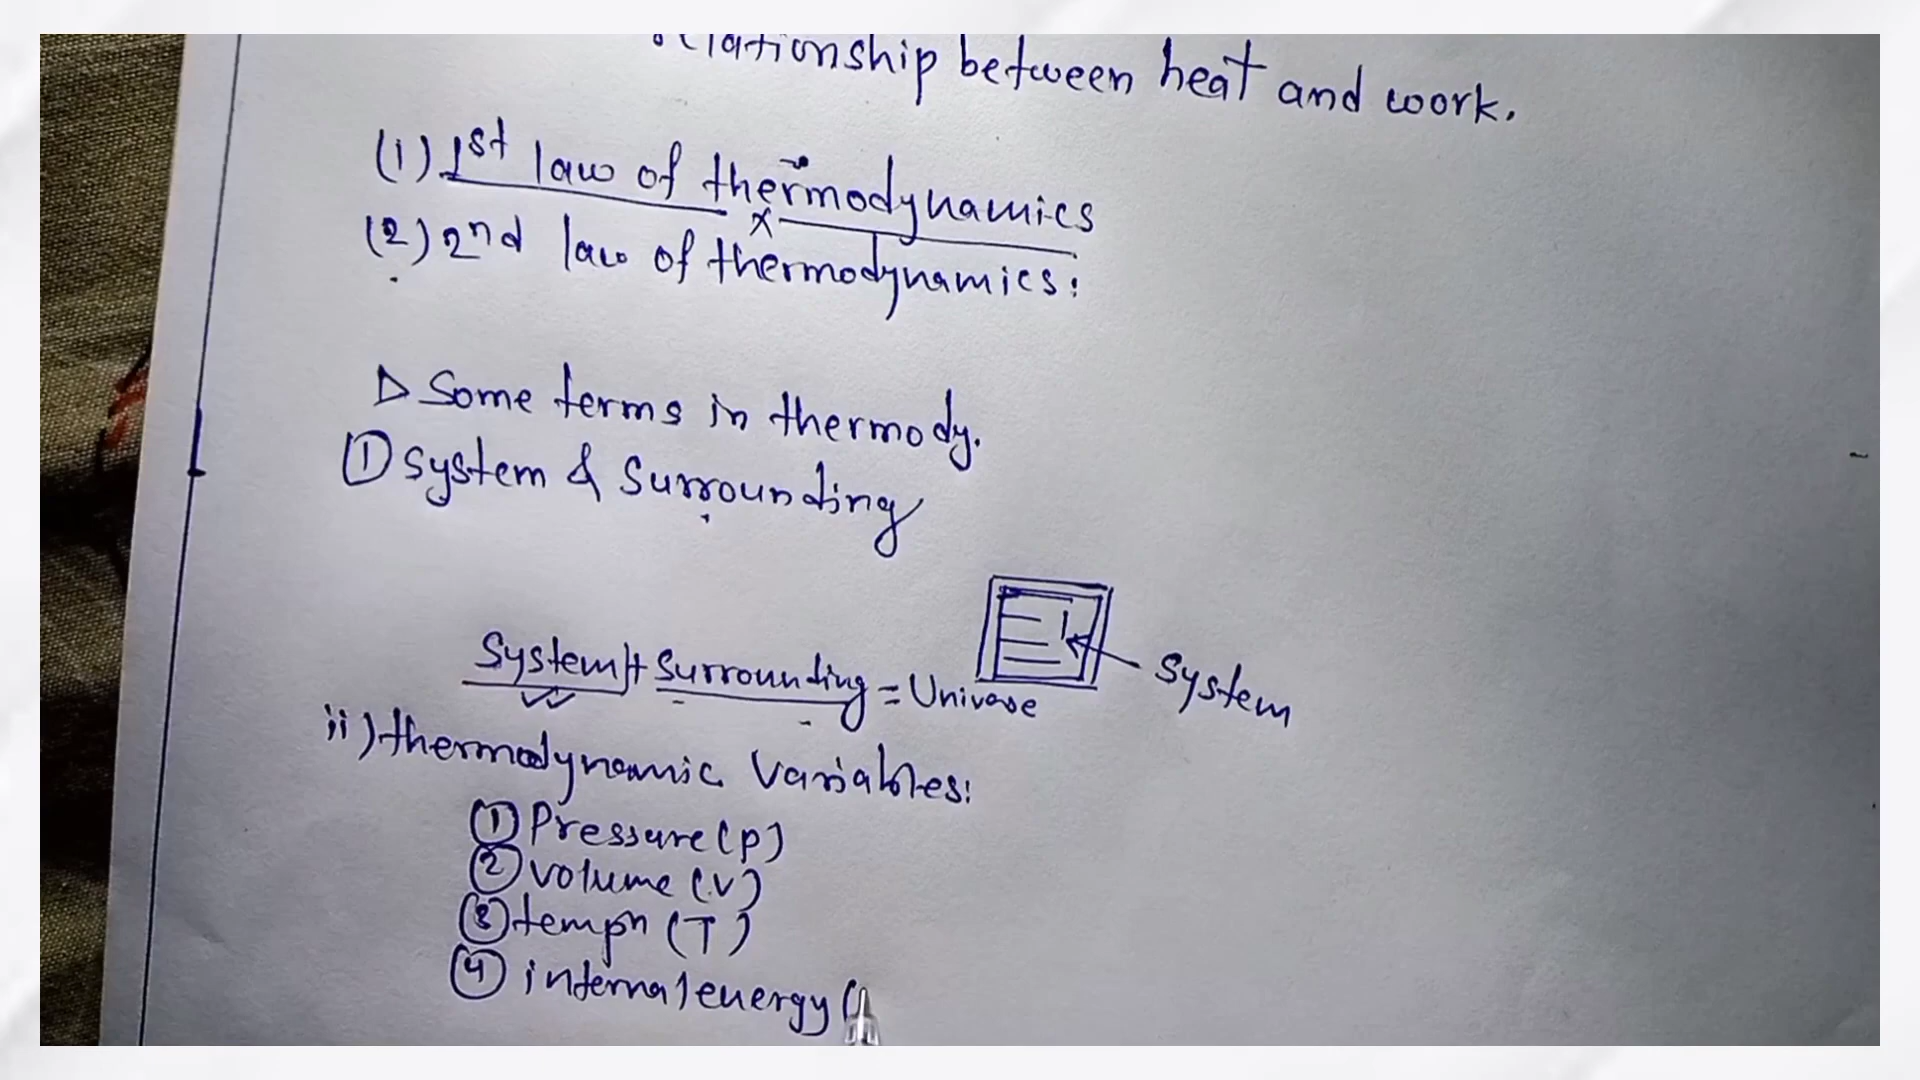 relationship between heat and work.
(1) 1st law of thermodynamics
(2) 2nd law of thermodynamics:
▷ Some terms in thermody.
① System & Surrounding
System + Surrounding = Universe
System
ii) thermodynamic variables:
① Pressure (P)
② volume (V)
③ tempn (T)
④ internal energy (